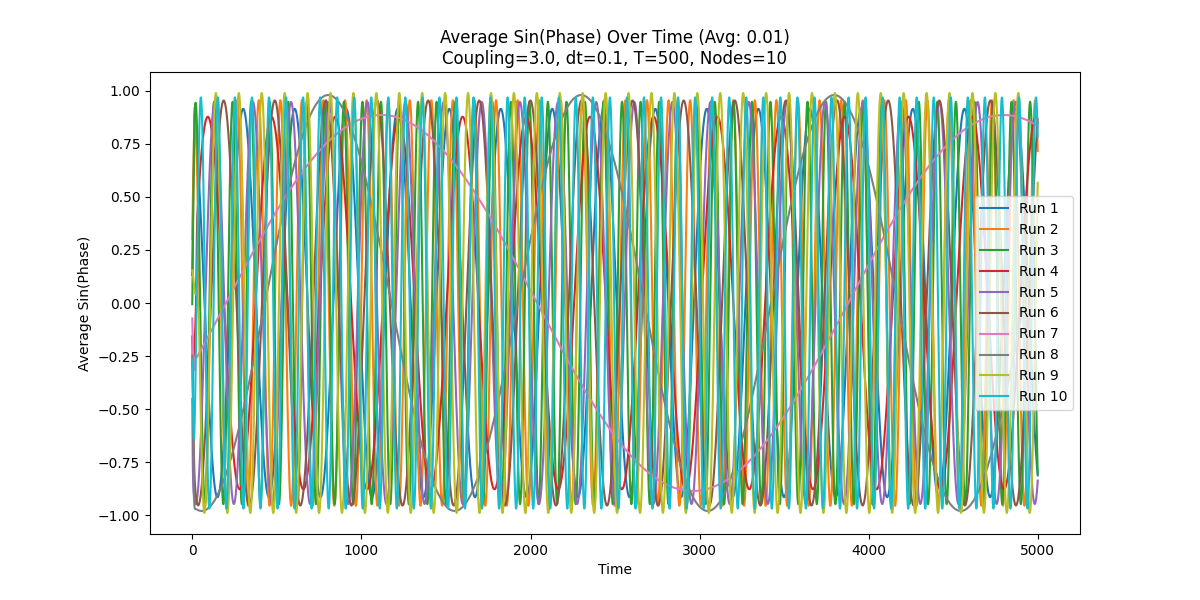 Average Sin(Phase) Over Time (Avg: 0.01)
Coupling=3.0, dt=0.1, T=500, Nodes=10
Average Sin(Phase)
1.00
0.75
0.50
0.25
0.00
−0.25
−0.50
−0.75
−1.00
Run 1
Run 2
Run 3
Run 4
Run 5
Run 6
Run 7
Run 8
Run 9
Run 10
0 1000 2000 3000 4000 5000
Time